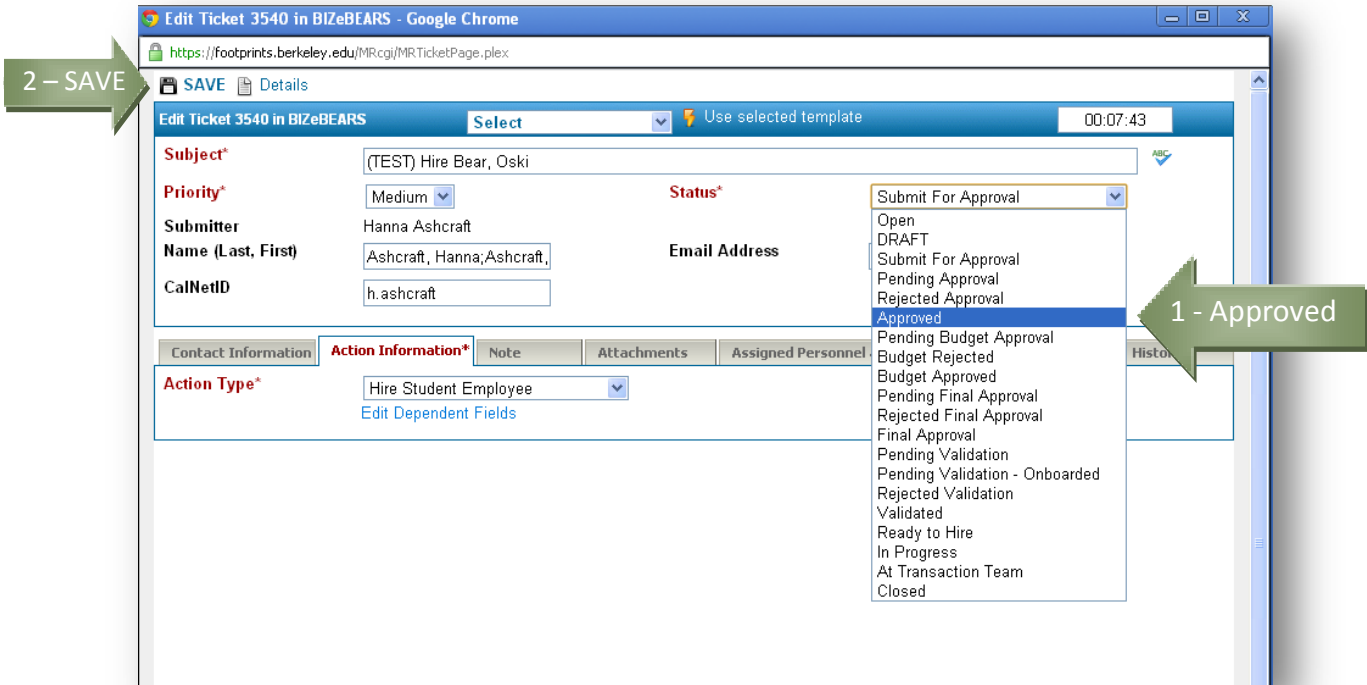 Edit Ticket 3540 in BIZeBEARS - Google Chrome
https://footprints.berkeley.edu/MRcgi/MRTicketPage.plex
2 – SAVE
SAVE Details
Edit Ticket 3540 in BIZeBEARS Select Use selected template 00:07:43
Subject* (TEST) Hire Bear, Oski ABC
Priority* Medium Status* Submit For Approval
Submitter Hanna Ashcraft
Name (Last, First) Ashcraft, Hanna;Ashcraft, Email Address
CalNetID h.ashcraft
Open
DRAFT
Submit For Approval
Pending Approval
Rejected Approval
Approved
Pending Budget Approval
Budget Rejected
Budget Approved
Pending Final Approval
Rejected Final Approval
Final Approval
Pending Validation
Pending Validation - Onboarded
Rejected Validation
Validated
Ready to Hire
In Progress
At Transaction Team
Closed
1 - Approved
Contact Information Action Information* Note Attachments Assigned Personnel
Action Type* Hire Student Employee
Edit Dependent Fields